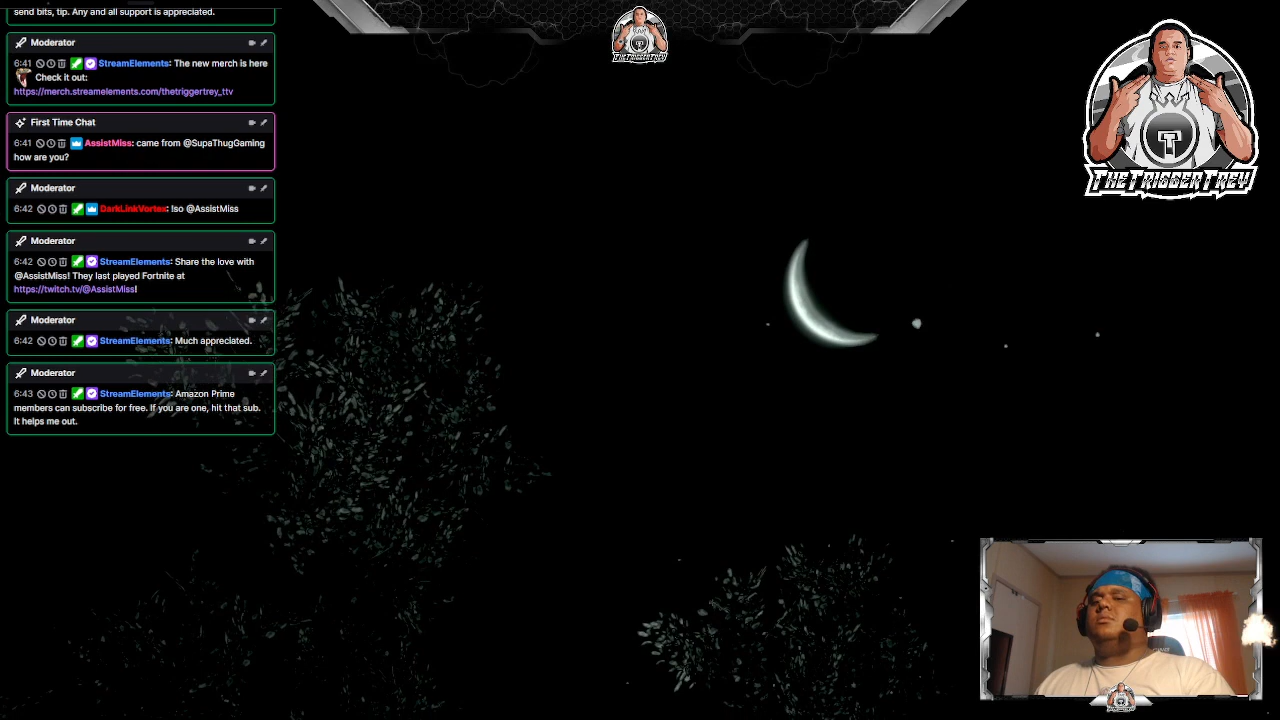 send bits, tip. Any and all support is appreciated.
Moderator
6:41 StreamElements: The new merch is here
Check it out:
https://merch.streamelements.com/thetriggertrey_ttv
First Time Chat
6:41 AssistMiss: came from @SupaThugGaming
how are you?
Moderator
6:42 DarkLinkVortex: !so @AssistMiss
Moderator
6:42 StreamElements: Share the love with
@AssistMiss! They last played Fortnite at
https://twitch.tv/@AssistMiss!
Moderator
6:42 StreamElements: Much appreciated.
Moderator
6:43 StreamElements: Amazon Prime
members can subscribe for free. If you are one, hit that sub.
It helps me out.
THETRIGGERTREY
T
THETRIGGERTREY